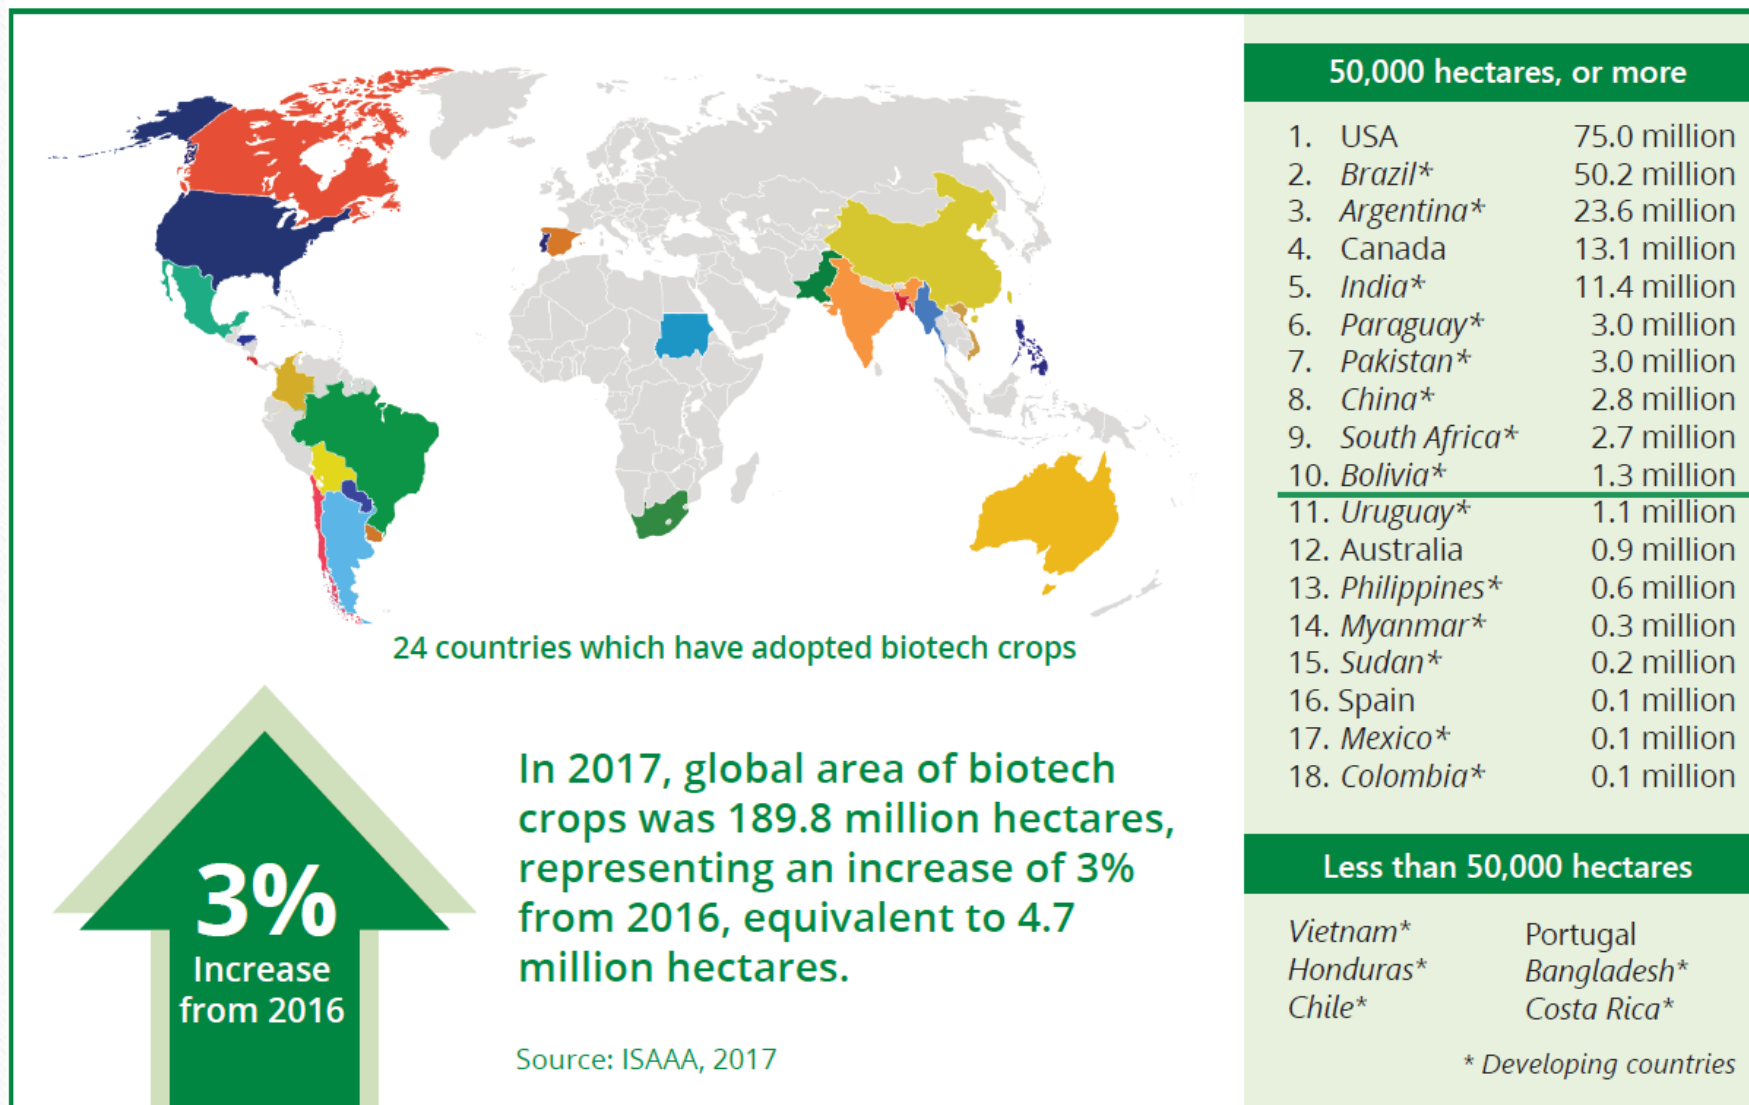 50,000 hectares, or more
1. USA 75.0 million
2. Brazil* 50.2 million
3. Argentina* 23.6 million
4. Canada 13.1 million
5. India* 11.4 million
6. Paraguay* 3.0 million
7. Pakistan* 3.0 million
8. China* 2.8 million
9. South Africa* 2.7 million
10. Bolivia* 1.3 million
11. Uruguay* 1.1 million
12. Australia 0.9 million
13. Philippines* 0.6 million
14. Myanmar* 0.3 million
15. Sudan* 0.2 million
16. Spain 0.1 million
17. Mexico* 0.1 million
18. Colombia* 0.1 million
Less than 50,000 hectares
Vietnam* Portugal
Honduras* Bangladesh*
Chile* Costa Rica*
* Developing countries
24 countries which have adopted biotech crops
3%
Increase
from 2016
In 2017, global area of biotech
crops was 189.8 million hectares,
representing an increase of 3%
from 2016, equivalent to 4.7
million hectares.
Source: ISAAA, 2017